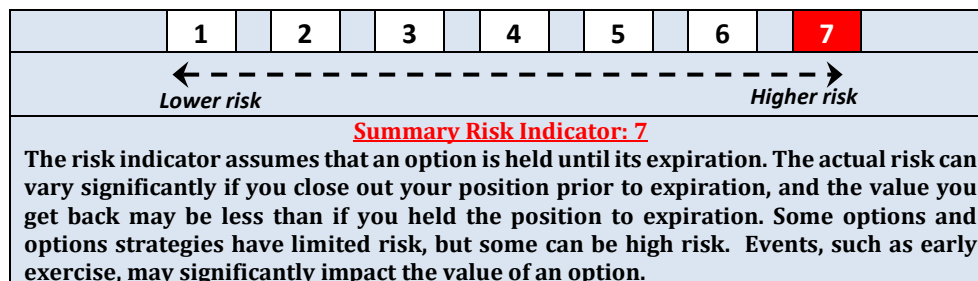 1 2 3 4 5 6 7
Lower risk Higher risk
Summary Risk Indicator: 7
The risk indicator assumes that an option is held until its expiration. The actual risk can
vary significantly if you close out your position prior to expiration, and the value you
get back may be less than if you held the position to expiration. Some options and
options strategies have limited risk, but some can be high risk. Events, such as early
exercise, may significantly impact the value of an option.